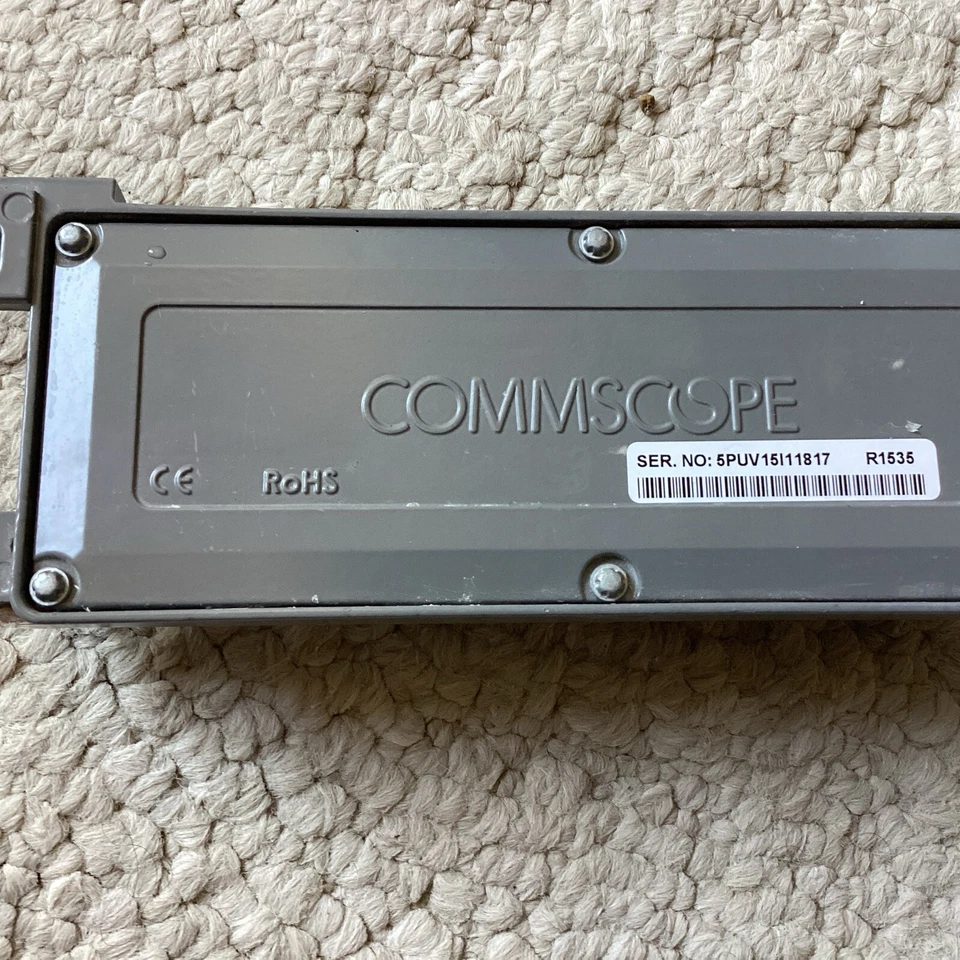 COMMSCOPE
SER. NO: 5PUV15I11817 R1535
CE RoHS